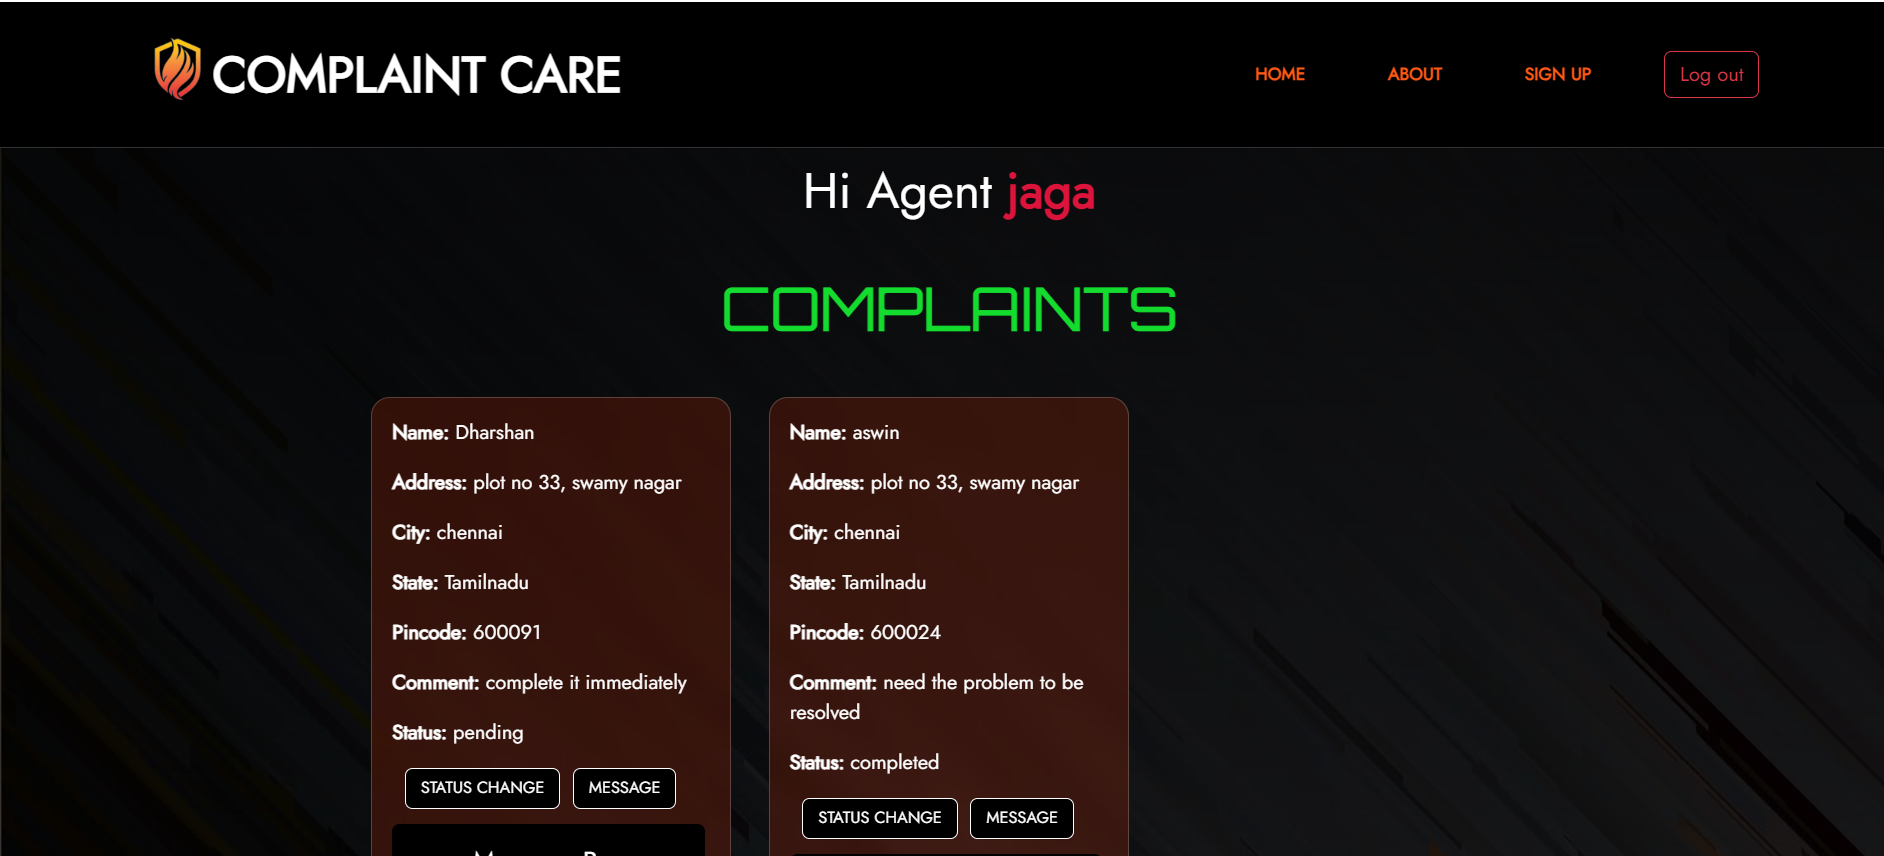 COMPLAINT CARE
HOME
ABOUT
SIGN UP
Log out
Hi Agent jaga
COMPLAINTS
Name: Dharshan
Address: plot no 33, swamy nagar
City: chennai
State: Tamilnadu
Pincode: 600091
Comment: complete it immediately
Status: pending
STATUS CHANGE
MESSAGE
Name: aswin
Address: plot no 33, swamy nagar
City: chennai
State: Tamilnadu
Pincode: 600024
Comment: need the problem to be
resolved
Status: completed
STATUS CHANGE
MESSAGE